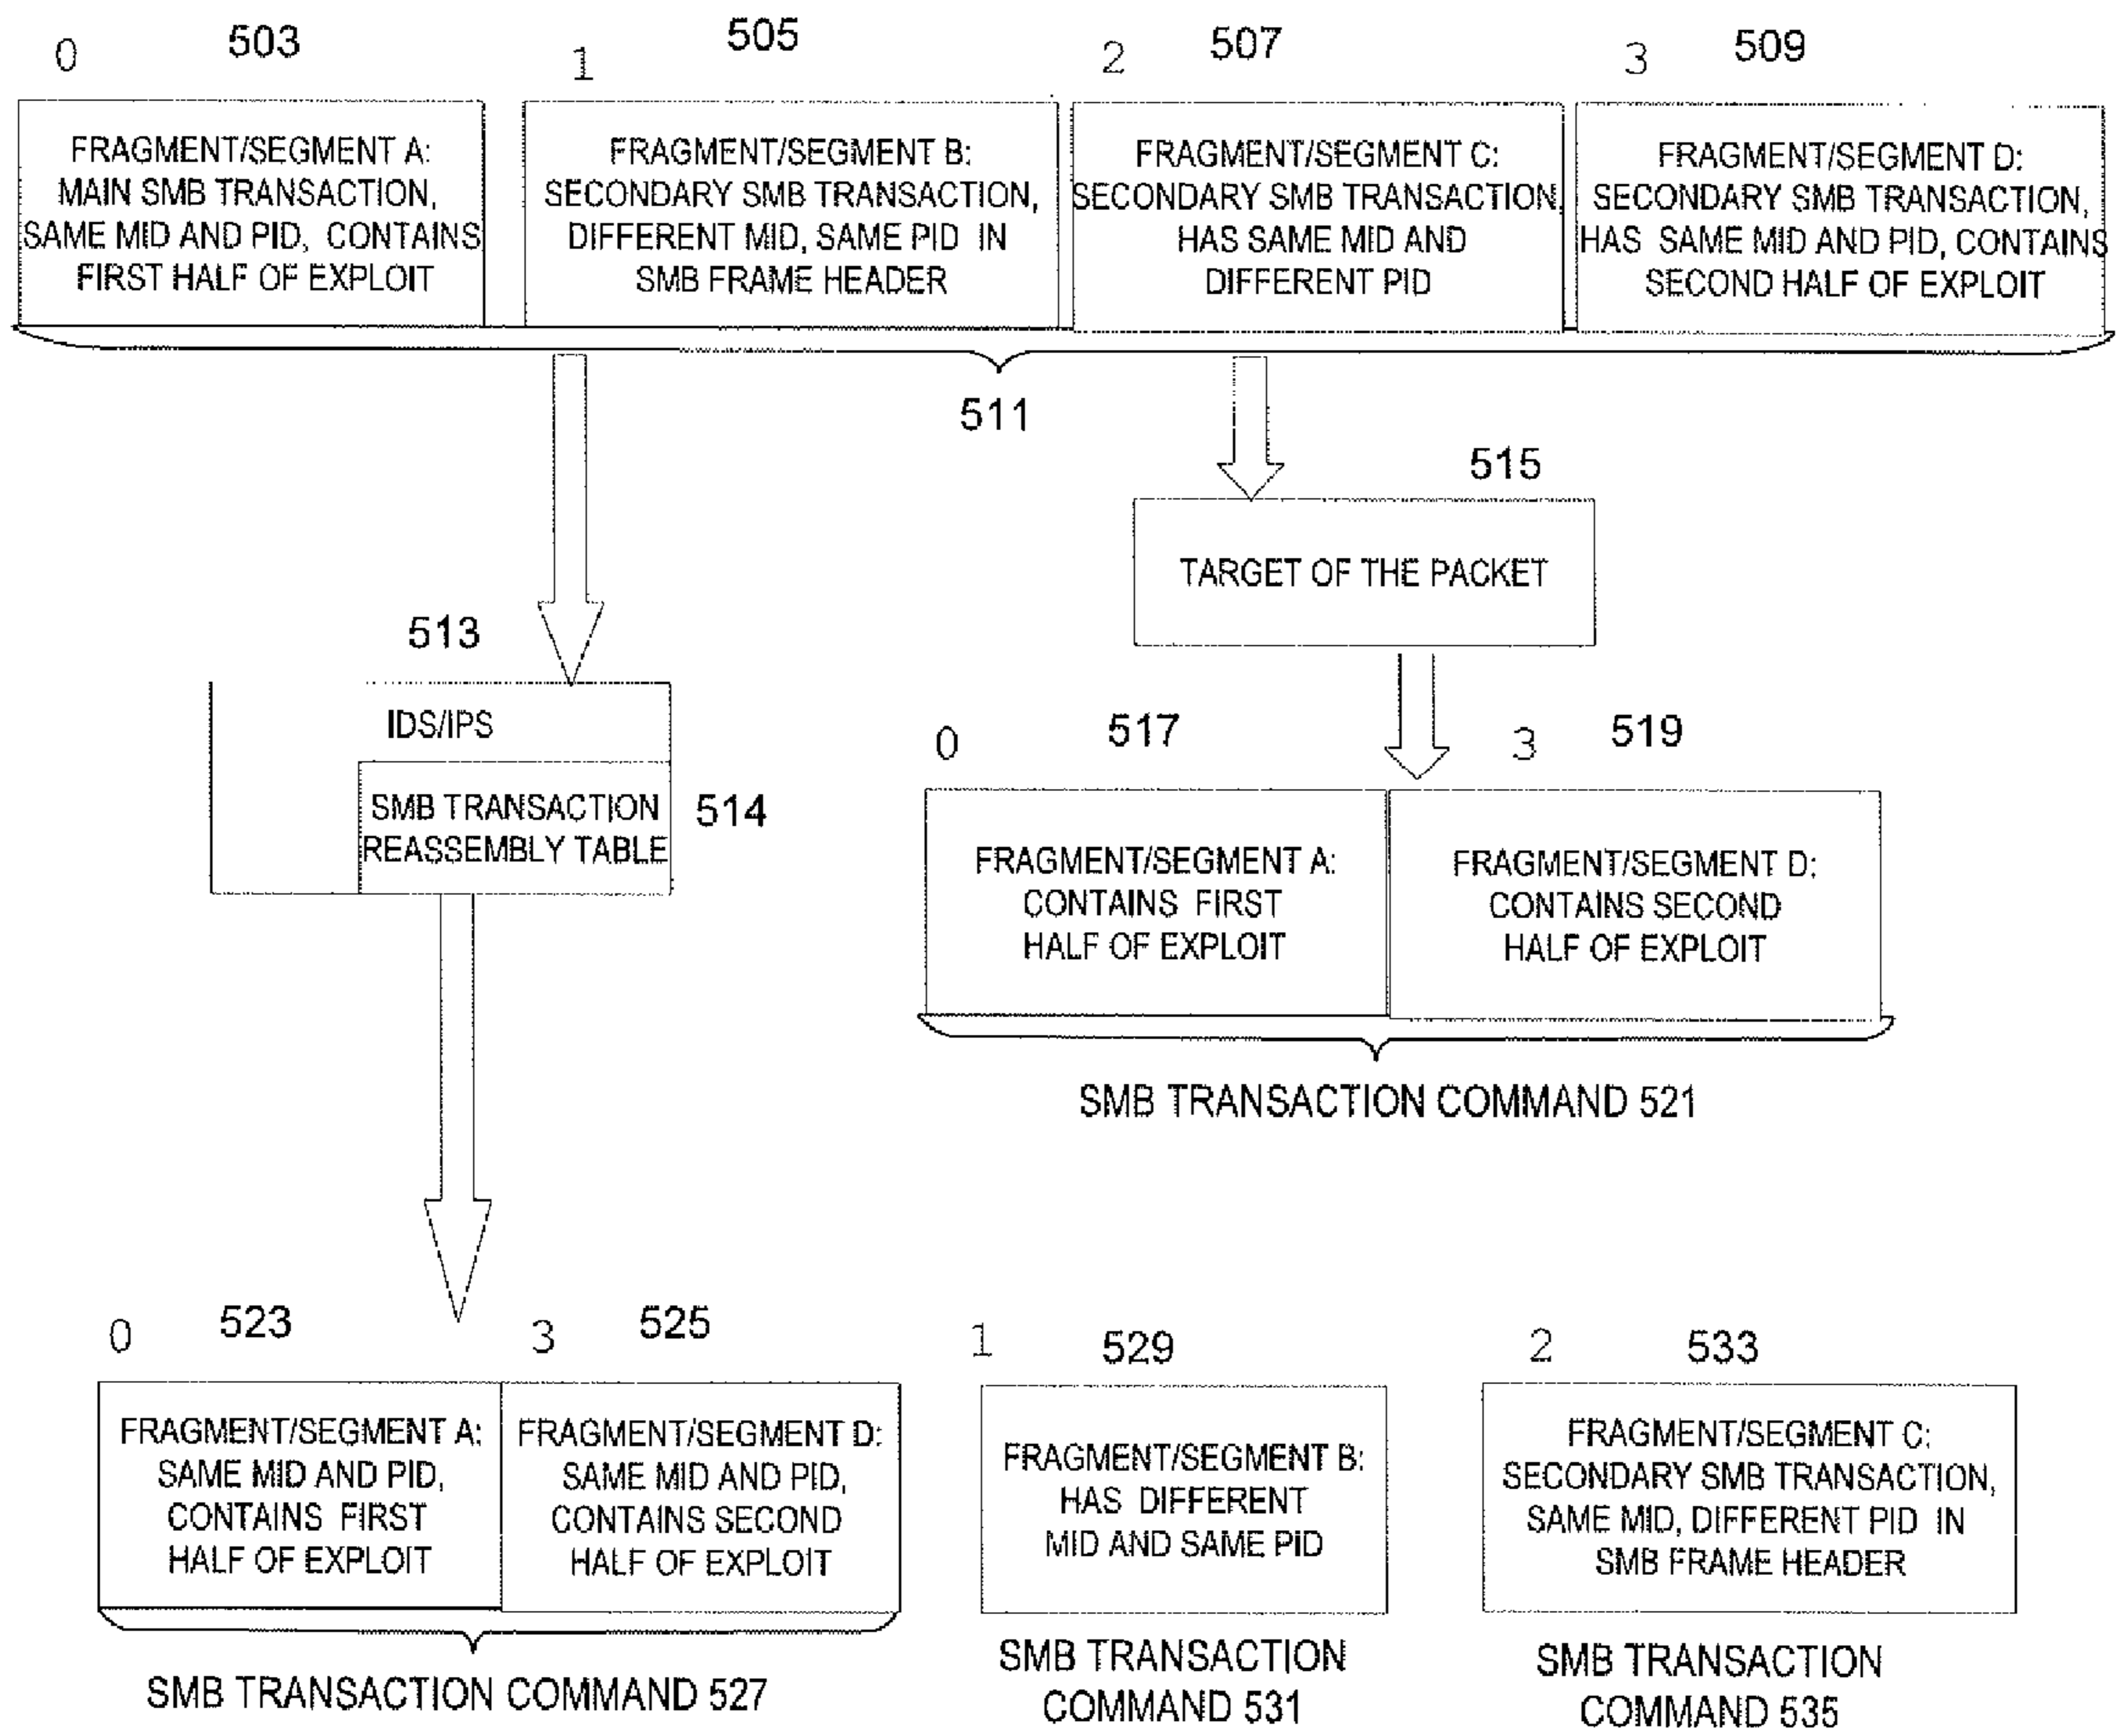 0 503 1 505 2 507 3 509
FRAGMENT/SEGMENT A:
MAIN SMB TRANSACTION,
SAME MID AND PID, CONTAINS
FIRST HALF OF EXPLOIT
FRAGMENT/SEGMENT B:
SECONDARY SMB TRANSACTION,
DIFFERENT MID, SAME PID IN
SMB FRAME HEADER
FRAGMENT/SEGMENT C:
SECONDARY SMB TRANSACTION,
HAS SAME MID AND
DIFFERENT PID
FRAGMENT/SEGMENT D:
SECONDARY SMB TRANSACTION,
HAS SAME MID AND PID, CONTAINS
SECOND HALF OF EXPLOIT
511
515
TARGET OF THE PACKET
513
IDS/IPS
SMB TRANSACTION
REASSEMBLY TABLE
514
0 517 3 519
FRAGMENT/SEGMENT A:
CONTAINS FIRST
HALF OF EXPLOIT
FRAGMENT/SEGMENT D:
CONTAINS SECOND
HALF OF EXPLOIT
SMB TRANSACTION COMMAND 521
0 523 3 525 1 529 2 533
FRAGMENT/SEGMENT A:
SAME MID AND PID,
CONTAINS FIRST
HALF OF EXPLOIT
FRAGMENT/SEGMENT D:
SAME MID AND PID,
CONTAINS SECOND
HALF OF EXPLOIT
SMB TRANSACTION COMMAND 527
FRAGMENT/SEGMENT B:
HAS DIFFERENT
MID AND SAME PID
SMB TRANSACTION
COMMAND 531
FRAGMENT/SEGMENT C:
SECONDARY SMB TRANSACTION,
SAME MID, DIFFERENT PID IN
SMB FRAME HEADER
SMB TRANSACTION
COMMAND 535